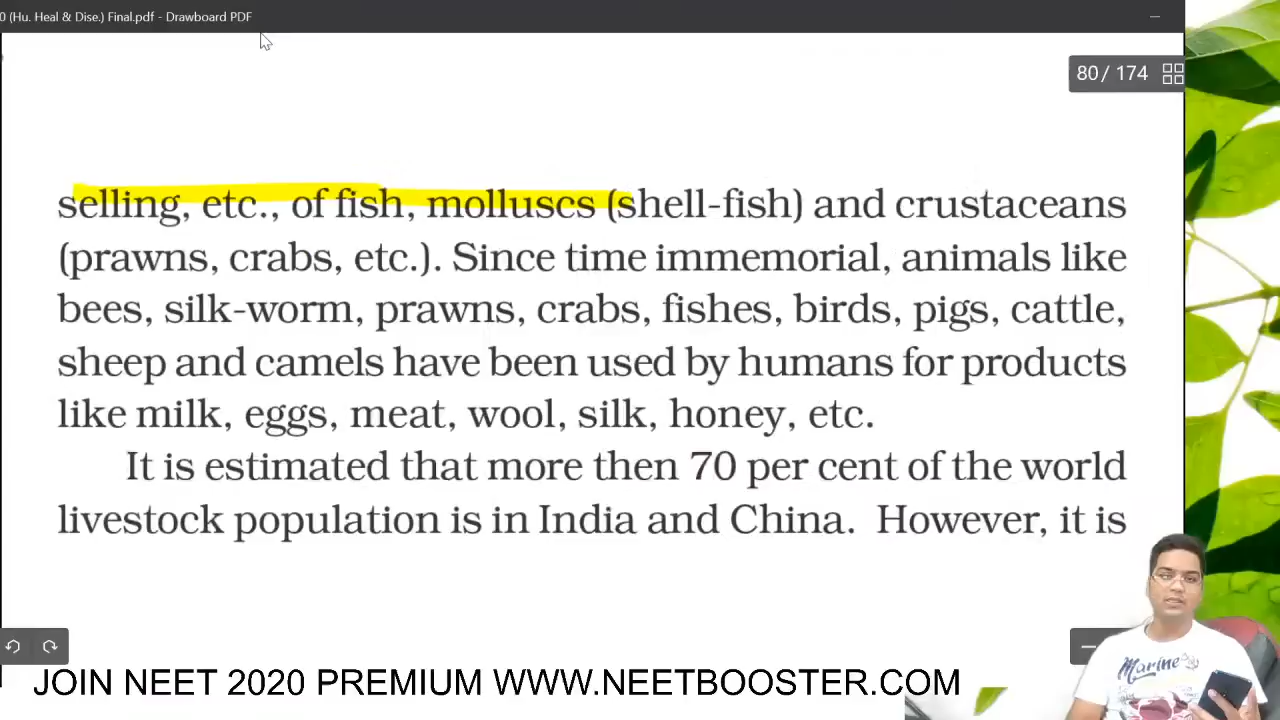 0 (Hu. Heal & Dise.) Final.pdf - Drawboard PDF
80 / 174
selling, etc., of fish, molluscs (shell-fish) and crustaceans
(prawns, crabs, etc.). Since time immemorial, animals like
bees, silk-worm, prawns, crabs, fishes, birds, pigs, cattle,
sheep and camels have been used by humans for products
like milk, eggs, meat, wool, silk, honey, etc.
It is estimated that more then 70 per cent of the world
livestock population is in India and China. However, it is
Marine
JOIN NEET 2020 PREMIUM WWW.NEETBOOSTER.COM